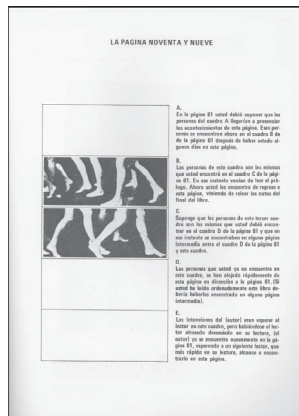 LA PAGINA NOVENTA Y NUEVE
A.
En la página 61 usted debió suponer que las
personas del cuadro A llegarían a presenciar
los acontecimientos de esta página. Esas per-
sonas se encuentran ahora en el cuadro D de
de la página 61 después de haber estado al-
gunos días en esta página.
B.
Las personas de este cuadro son las mismas
que usted encontró en el cuadro C de la pági-
na 61. En ese instante venían de leer el pró-
logo. Ahora usted las encuentra de regreso a
esta página, viniendo de releer las notas del
final del libro.
C.
Suponga que las personas de este tercer cua-
dro son las mismas que usted debió encon-
trar en el cuadro D de la página 61 y que en
ese instante se encontraban en alguna página
intermedia entre el cuadro D de la página 61
y este cuadro.
D.
Las personas que usted ya no encuentra en
este cuadro, se han alejado rápidamente de
esta página en dirección a la página 61. (Si
usted ha leído ordenadamente este libro de-
bería haberlas encontrado en alguna página
intermedia).
E.
Las intenciones del (autor) eran esperar al
lector en este cuadro, pero habiéndose el lec-
tor atrasado demasiado en su lectura, (el
autor) ya se encuentra nuevamente en la pá-
gina 61, esperando a un siguiente lector, que
más rápido en su lectura, alcance a encon-
trarlo en esta página.